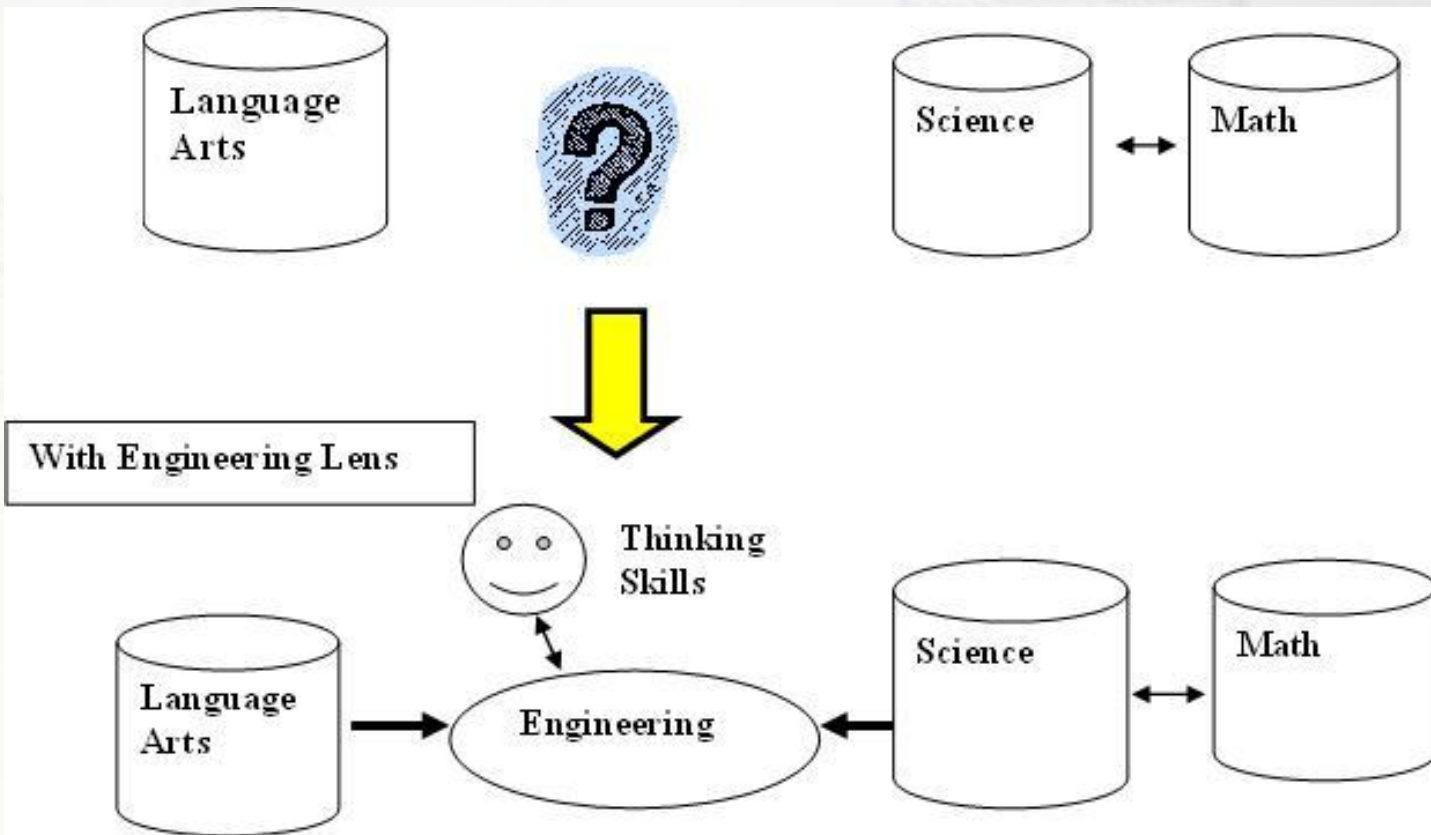 Language
Arts
?
Science
Math
With Engineering Lens
Thinking
Skills
Language
Arts
Engineering
Science
Math